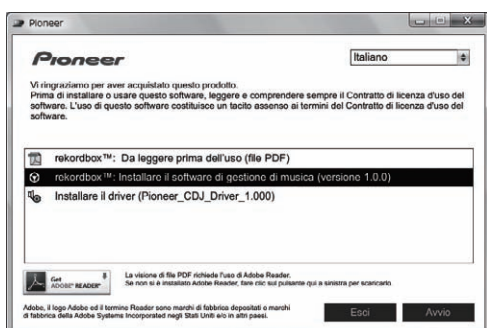 Pioneer
Pioneer
Italiano
Vi ringraziamo per aver acquistato questo prodotto.
Prima di installare o usare questo software, leggere e comprendere sempre il Contratto di licenza d'uso del
software. L'uso di questo software costituisce un tacito assenso ai termini del Contratto di licenza d'uso del
software.
rekordbox™: Da leggere prima dell'uso (file PDF)
rekordbox™: Installare il software di gestione di musica (versione 1.0.0)
Installare il driver (Pioneer_CDJ_Driver_1.000)
Get
ADOBE® READER®
La visione di file PDF richiede l'uso di Adobe Reader.
Se non si è installato Adobe Reader, fare clic sul pulsante qui a sinistra per scaricarlo.
Adobe, il logo Adobe ed il termine Reader sono marchi di fabbrica depositati o marchi
di fabbrica della Adobe Systems Incorporated negli Stati Uniti e/o in altri paesi.
Esci
Avvio